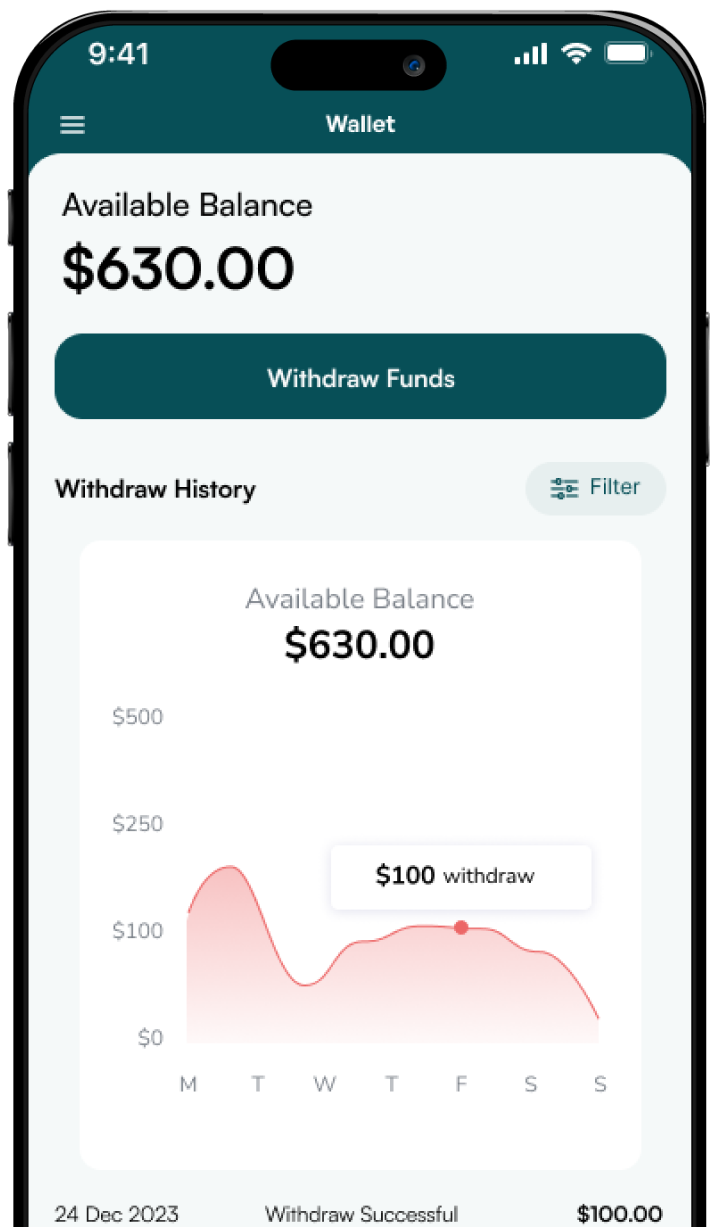 9:41
Wallet
Available Balance
$630.00
Withdraw Funds
Withdraw History
Filter
Available Balance
$630.00
$500
$250
$100 withdraw
$100
$0
M T W T F S S
24 Dec 2023 Withdraw Successful $100.00